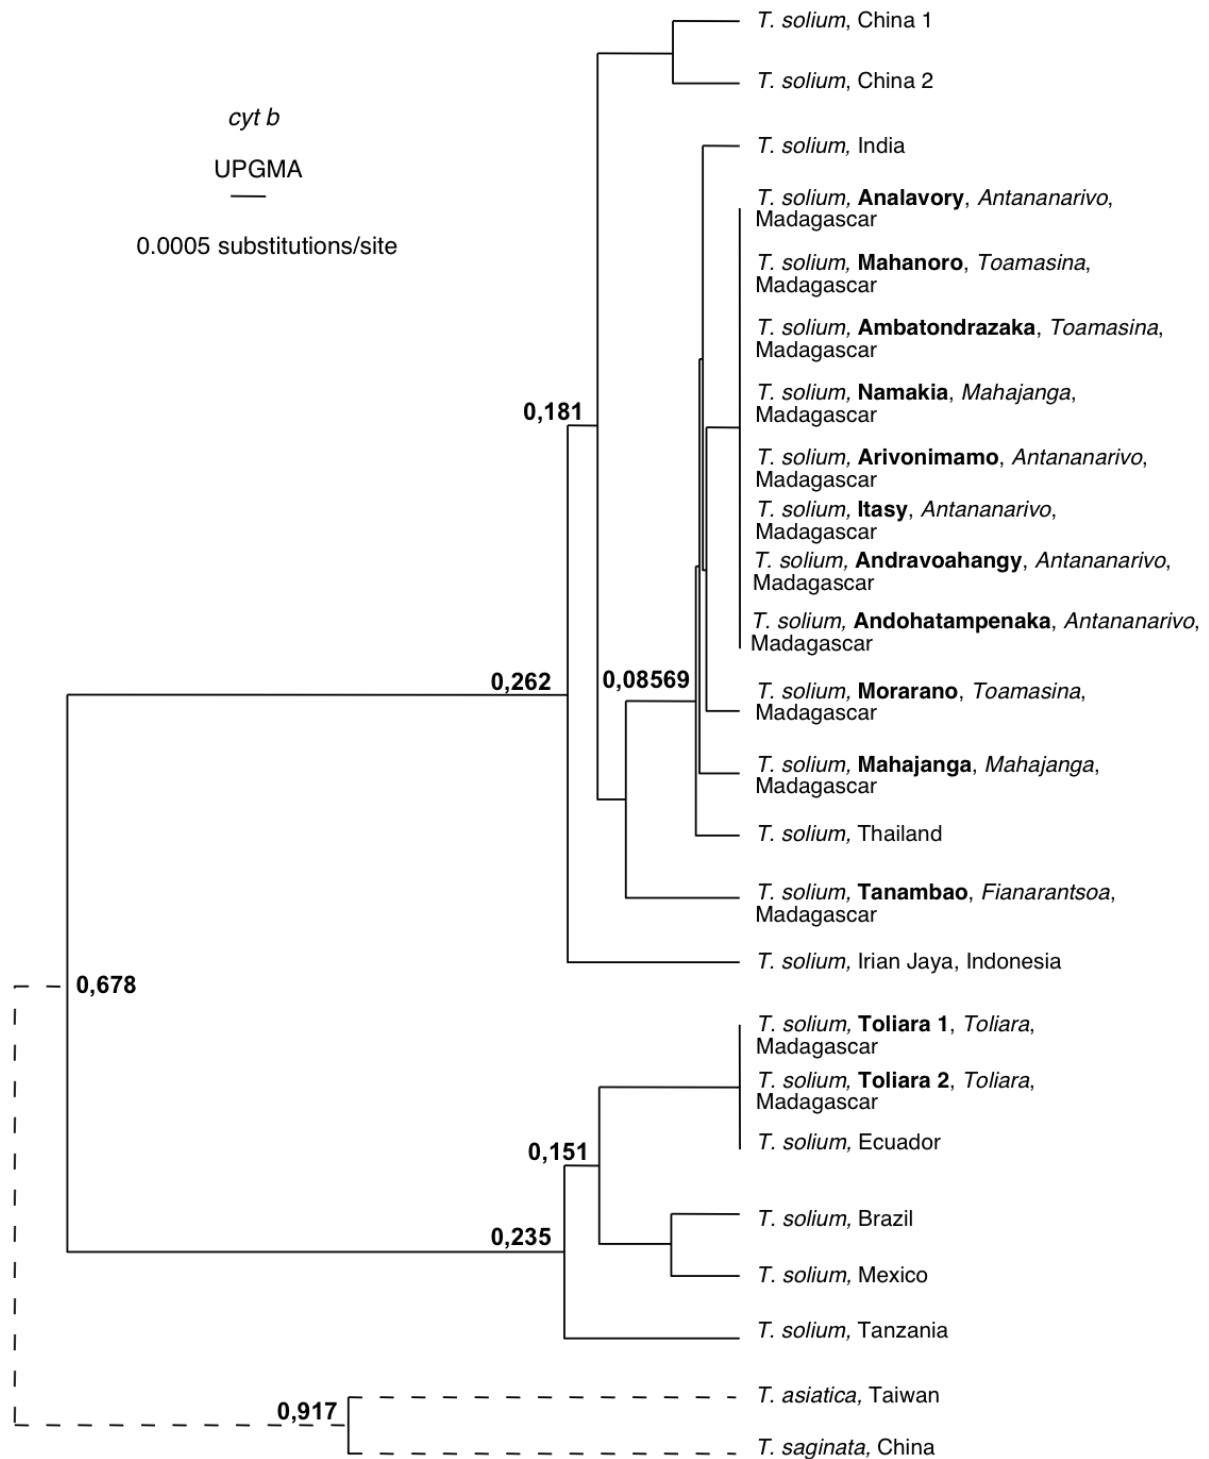 T. solium, China 1
T. solium, China 2
cyt b
UPGMA
0.0005 substitutions/site
T. solium, India
T. solium, Analavory, Antananarivo,
Madagascar
T. solium, Mahanoro, Toamasina,
Madagascar
T. solium, Ambatondrazaka, Toamasina,
Madagascar
T. solium, Namakia, Mahajanga,
Madagascar
0,181
T. solium, Arivonimamo, Antananarivo,
Madagascar
T. solium, Itasy, Antananarivo,
Madagascar
T. solium, Andravoahangy, Antananarivo,
Madagascar
T. solium, Andohatampenaka, Antananarivo,
Madagascar
0,262
0,08569
T. solium, Morarano, Toamasina,
Madagascar
T. solium, Mahajanga, Mahajanga,
Madagascar
T. solium, Thailand
T. solium, Tanambao, Fianarantsoa,
Madagascar
T. solium, Irian Jaya, Indonesia
0,678
T. solium, Toliara 1, Toliara,
Madagascar
T. solium, Toliara 2, Toliara,
Madagascar
T. solium, Ecuador
0,151
T. solium, Brazil
0,235
T. solium, Mexico
T. solium, Tanzania
T. asiatica, Taiwan
0,917
T. saginata, China